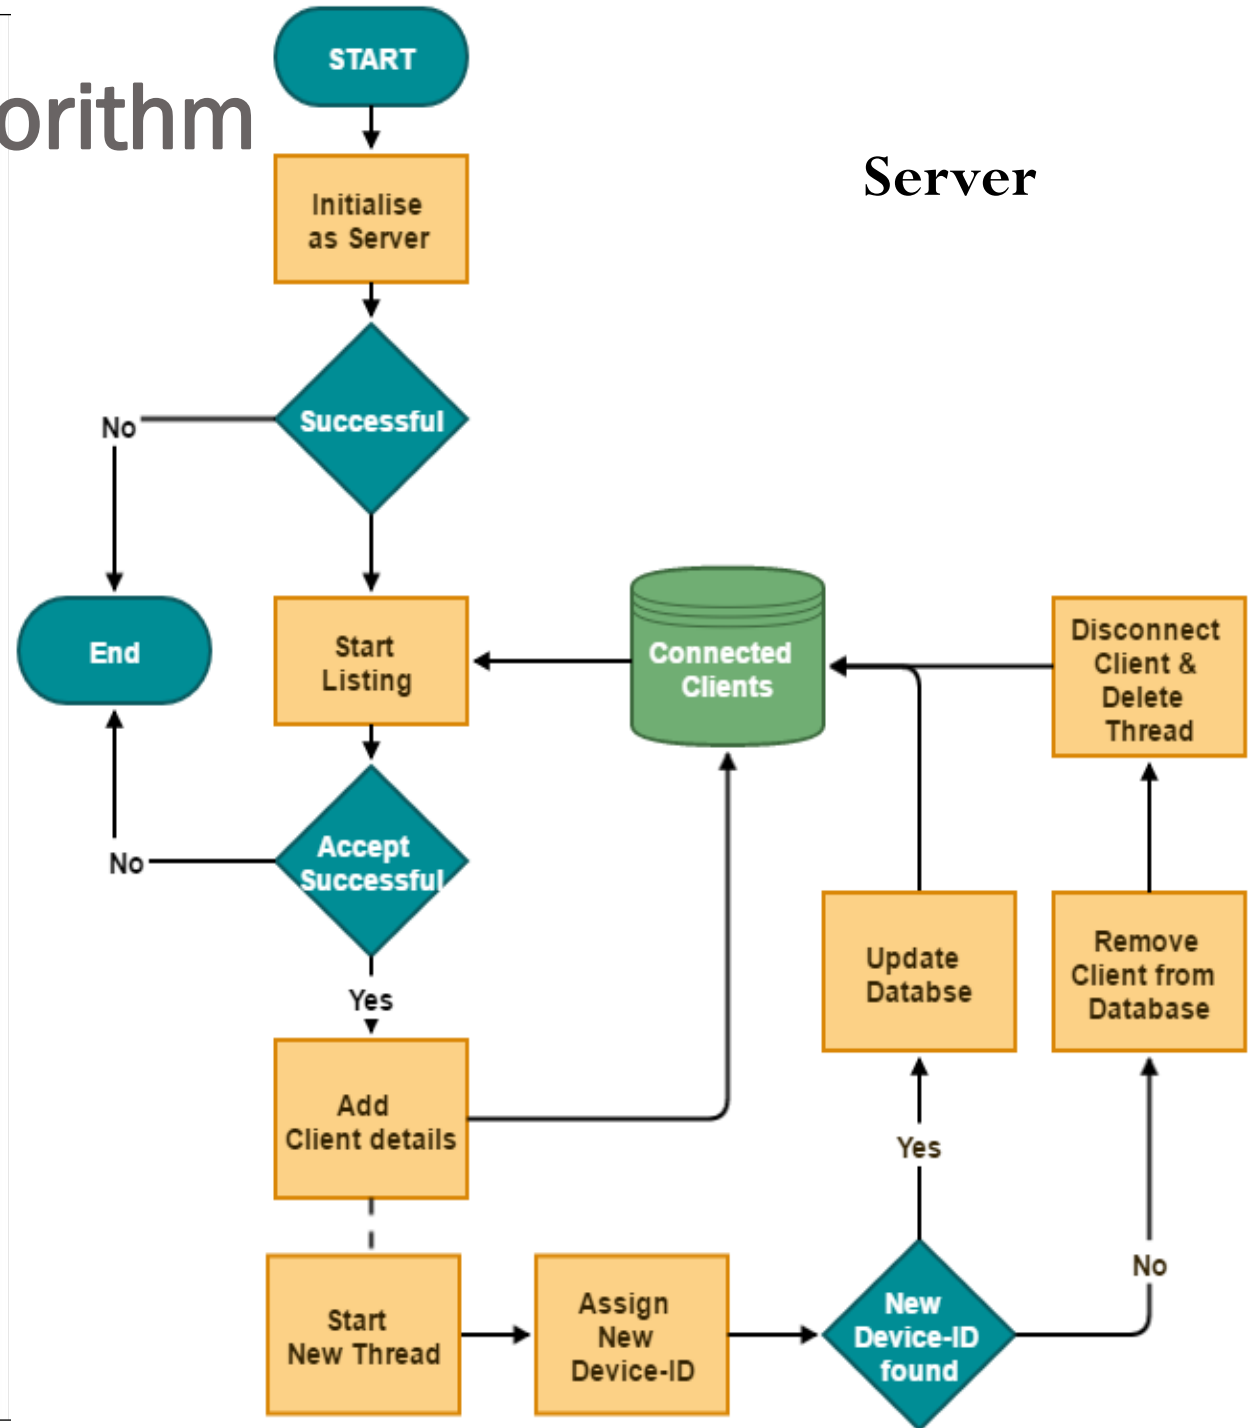 START
orithm
Server
Initialise
as Server
Successful
No
End
Start
Listing
Connected
Clients
Disconnect
Client &
Delete
Thread
Accept
Successful
No
Yes
Update
Databse
Remove
Client from
Database
Add
Client details
Yes
No
Start
New Thread
Assign
New
Device-ID
New
Device-ID
found